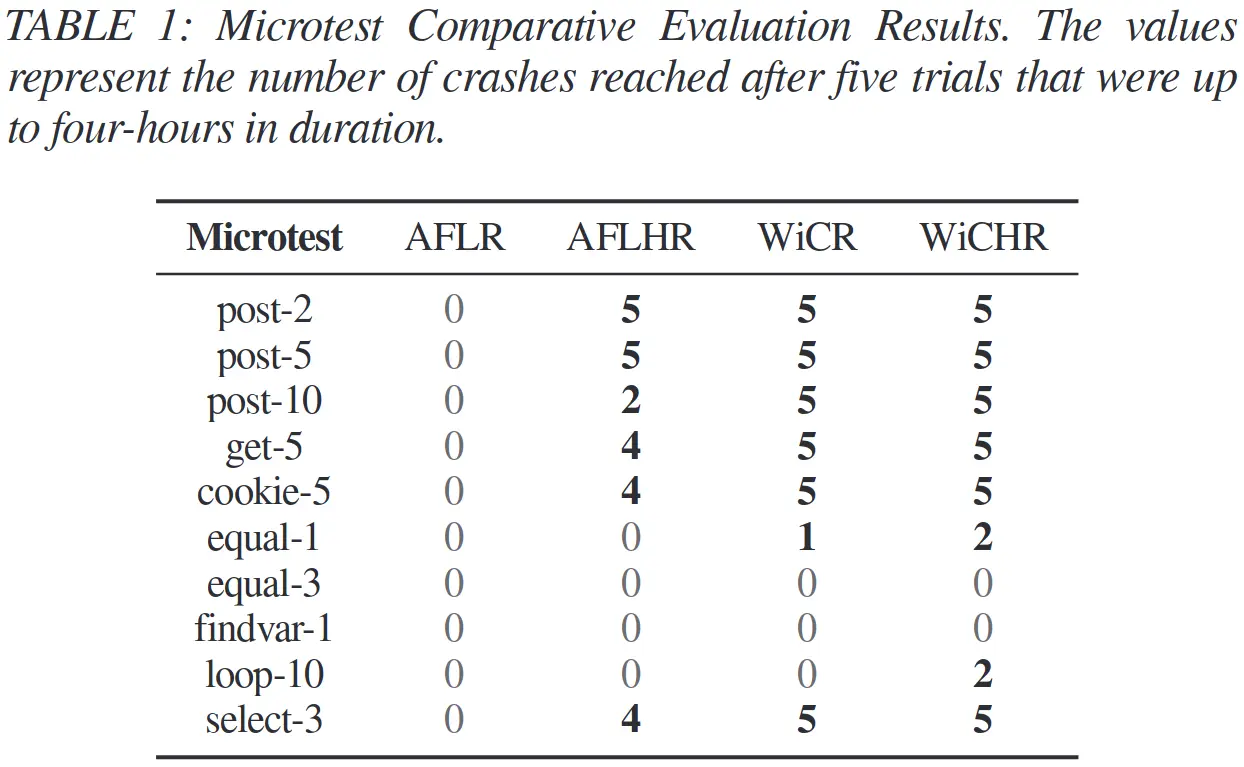 TABLE 1: Microtest Comparative Evaluation Results. The values
represent the number of crashes reached after five trials that were up
to four-hours in duration.
Microtest AFLR AFLHR WiCR WiCHR
post-2 0 5 5 5
post-5 0 5 5 5
post-10 0 2 5 5
get-5 0 4 5 5
cookie-5 0 4 5 5
equal-1 0 0 1 2
equal-3 0 0 0 0
findvar-1 0 0 0 0
loop-10 0 0 0 2
select-3 0 4 5 5